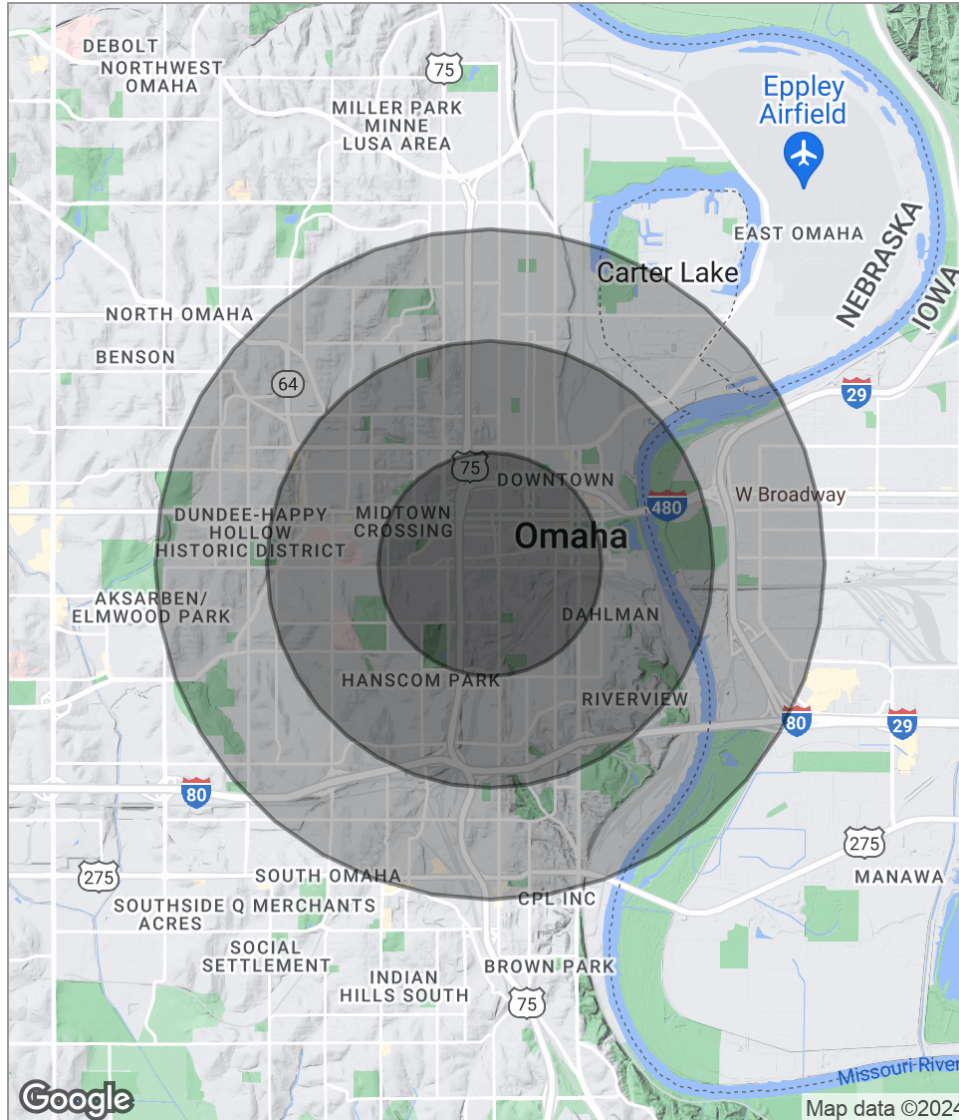 DEBOLT
NORTHWEST
OMAHA
75
MILLER PARK
MINNE
LUSA AREA
Eppley
Airfield
EAST OMAHA
NEBRASKA
IOWA
Carter Lake
NORTH OMAHA
BENSON
64
29
75
DOWNTOWN
W Broadway
480
DUNDEE-HAPPY
HOLLOW
HISTORIC DISTRICT
MIDTOWN
CROSSING
Omaha
AKSARBEN/
ELMWOOD PARK
DAHLMAN
HANSCOM PARK
RIVERVIEW
80
29
80
275
275
SOUTH OMAHA
MANAWA
CPL INC
SOUTHSIDE Q MERCHANTS
ACRES
SOCIAL
SETTLEMENT
BROWN PARK
INDIAN
HILLS SOUTH
75
Missouri River
Google
Map data ©2024